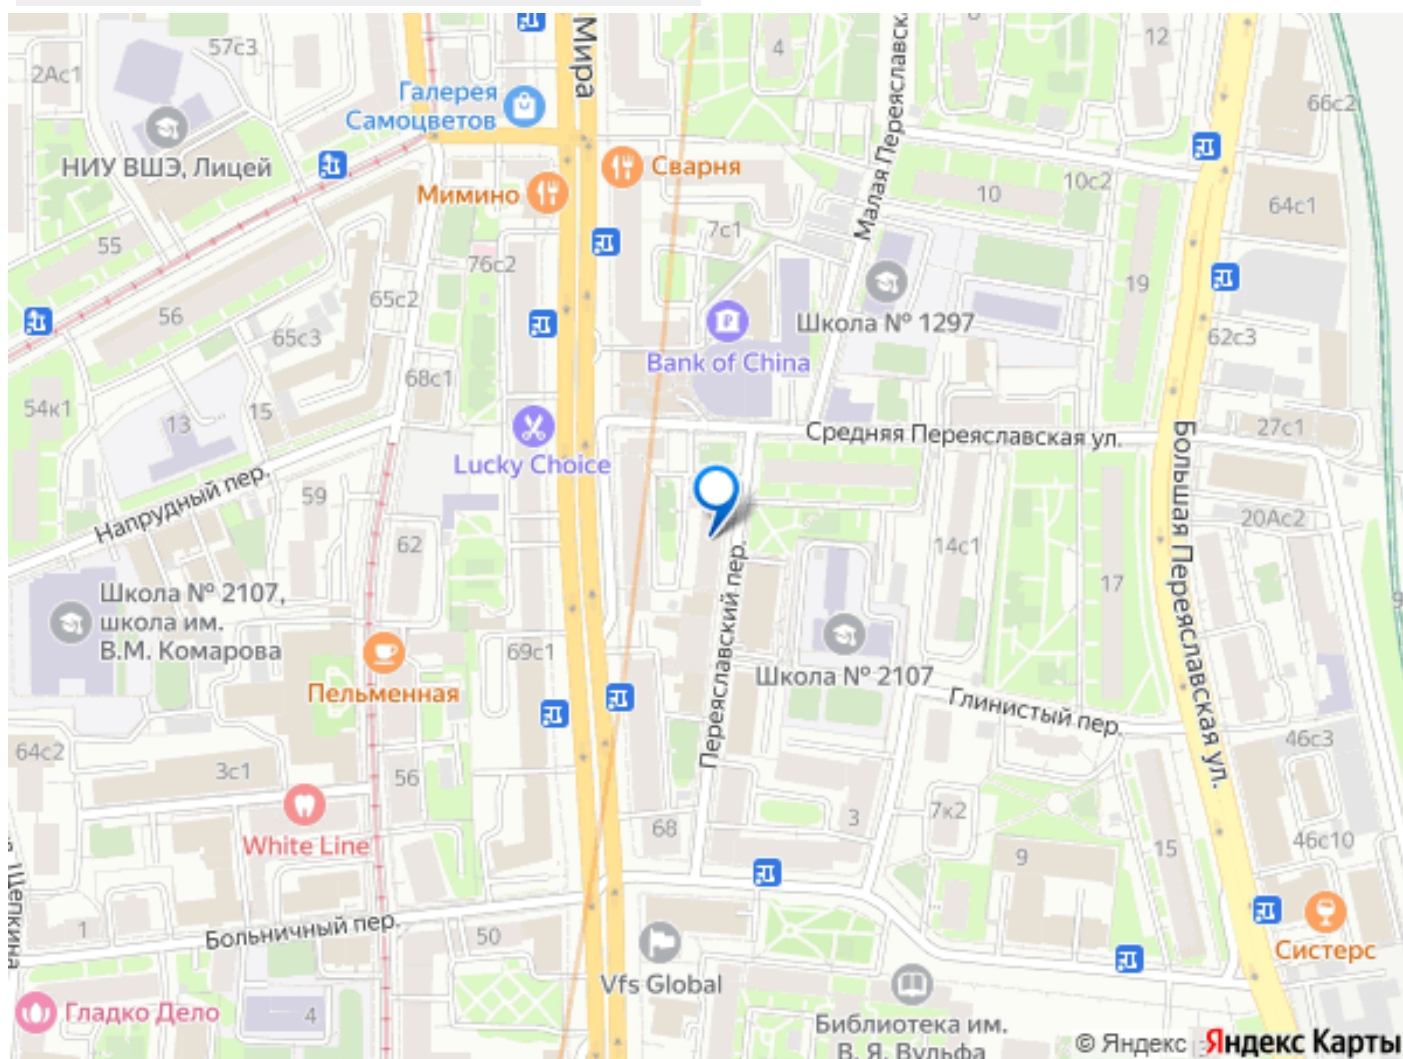 57с3
2Ас1
Мира
4
12
66с2
Галерея
Самоцветов
НИУ ВШЭ, Лицей
Мимино
Сварня
Малая Переяславск
10с2
10
64с1
7с1
55
76с2
19
65с2
56
65с3
Школа № 1297
62с3
Bank of China
68с1
54к1
13
15
Lucky Choice
Средняя Переяславская ул.
27с1
Напрудный пер.
59
62
20Ас2
14с1
17
Большая Переяславская ул.
Переяславский пер.
Школа № 2107,
школа им.
В.М. Комарова
69с1
Пельменная
Школа № 2107
Глинистый пер.
64с2
3с1
56
46с3
White Line
68
3
7к2
9
15
46с10
Щепкина
1
Больничный пер.
50
Vfs Global
Систерс
Гладко Дело
4
Библиотека им.
В. Я. Вульфа
© Яндекс Яндекс Карты